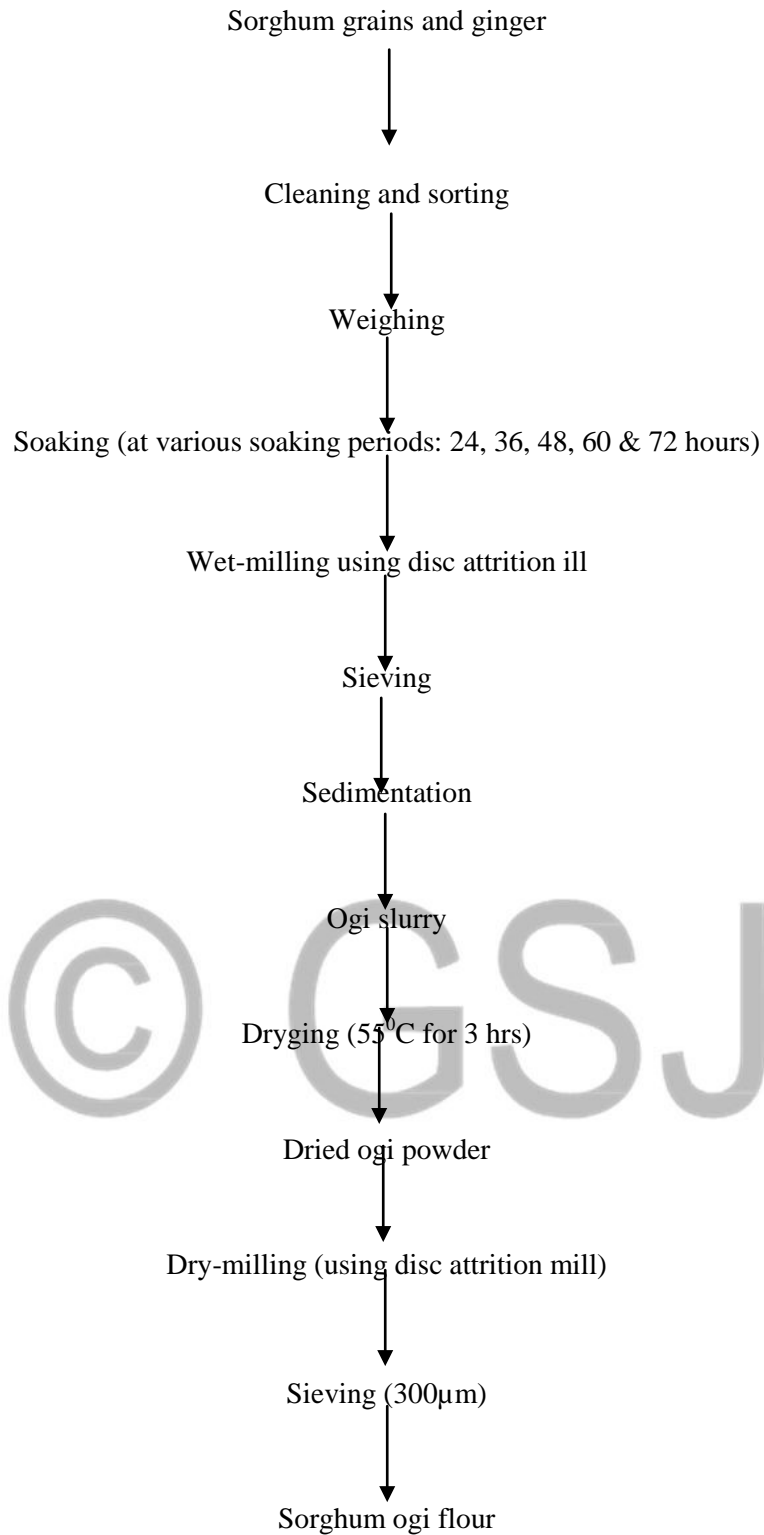 Sorghum grains and ginger
Cleaning and sorting
Weighing
Soaking (at various soaking periods: 24, 36, 48, 60 & 72 hours)
Wet-milling using disc attrition ill
Sieving
Sedimentation
Ogi slurry
© GSJ
Dryging (55⁰C for 3 hrs)
Dried ogi powder
Dry-milling (using disc attrition mill)
Sieving (300µm)
Sorghum ogi flour